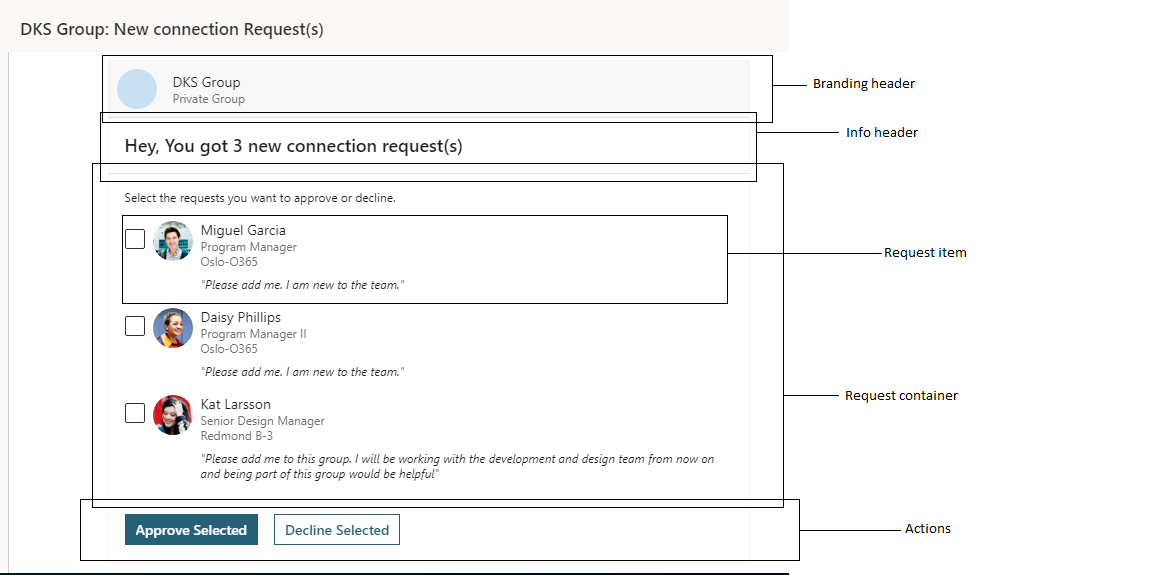 DKS Group: New connection Request(s)
DKS Group
Private Group
Branding header
Info header
Hey, You got 3 new connection request(s)
Select the requests you want to approve or decline.
Miguel Garcia
Program Manager
Oslo-O365
"Please add me. I am new to the team."
Request item
Daisy Phillips
Program Manager II
Oslo-O365
"Please add me. I am new to the team."
Kat Larsson
Senior Design Manager
Redmond B-3
"Please add me to this group. I will be working with the development and design team from now on
and being part of this group would be helpful"
Request container
Approve Selected
Decline Selected
Actions